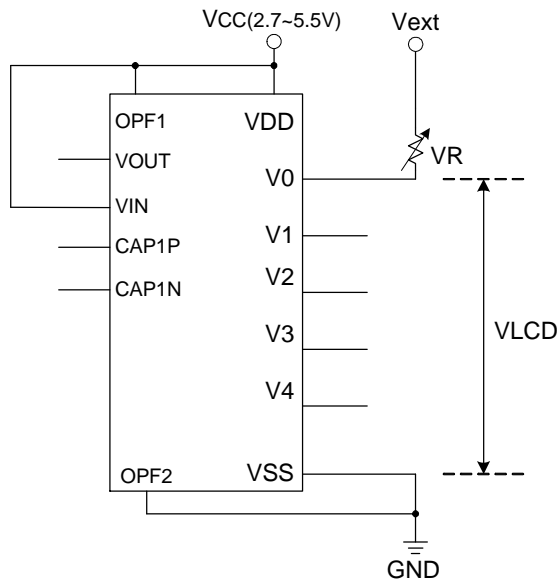 VCC(2.7~5.5V)
Vext
OPF1
VDD
VOUT
VR
V0
VIN
V1
CAP1P
V2
CAP1N
V3
VLCD
V4
OPF2
VSS
GND